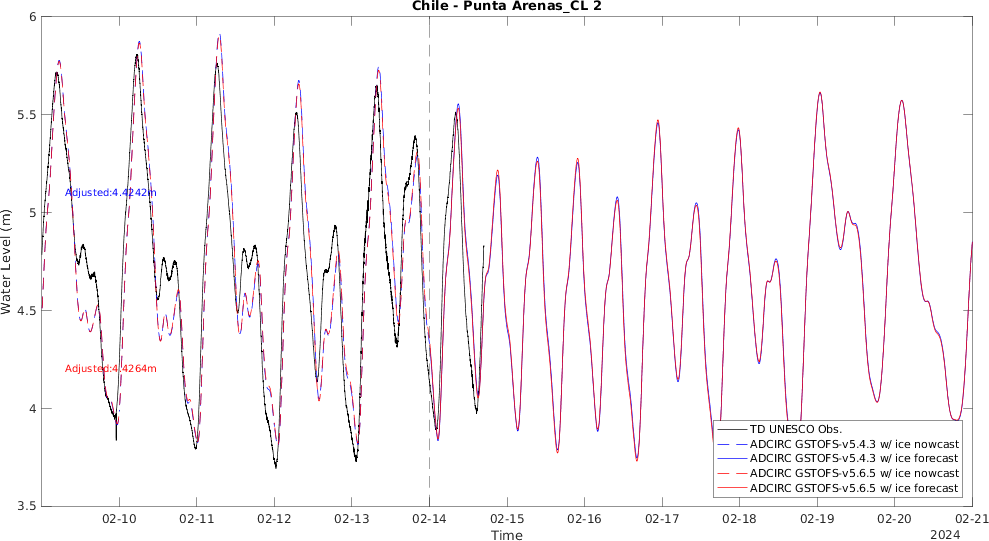 Chile - Punta Arenas_CL 2
6
5.5
5
4.5
4
3.5
Water Level (m)
Adjusted:4.4242m
Adjusted:4.4264m
TD UNESCO Obs.
ADCIRC GSTOFS-v5.4.3 w/ ice nowcast
ADCIRC GSTOFS-v5.4.3 w/ ice forecast
ADCIRC GSTOFS-v5.6.5 w/ ice nowcast
ADCIRC GSTOFS-v5.6.5 w/ ice forecast
02-10 02-11 02-12 02-13 02-14 02-15 02-16 02-17 02-18 02-19 02-20 02-21
Time
2024